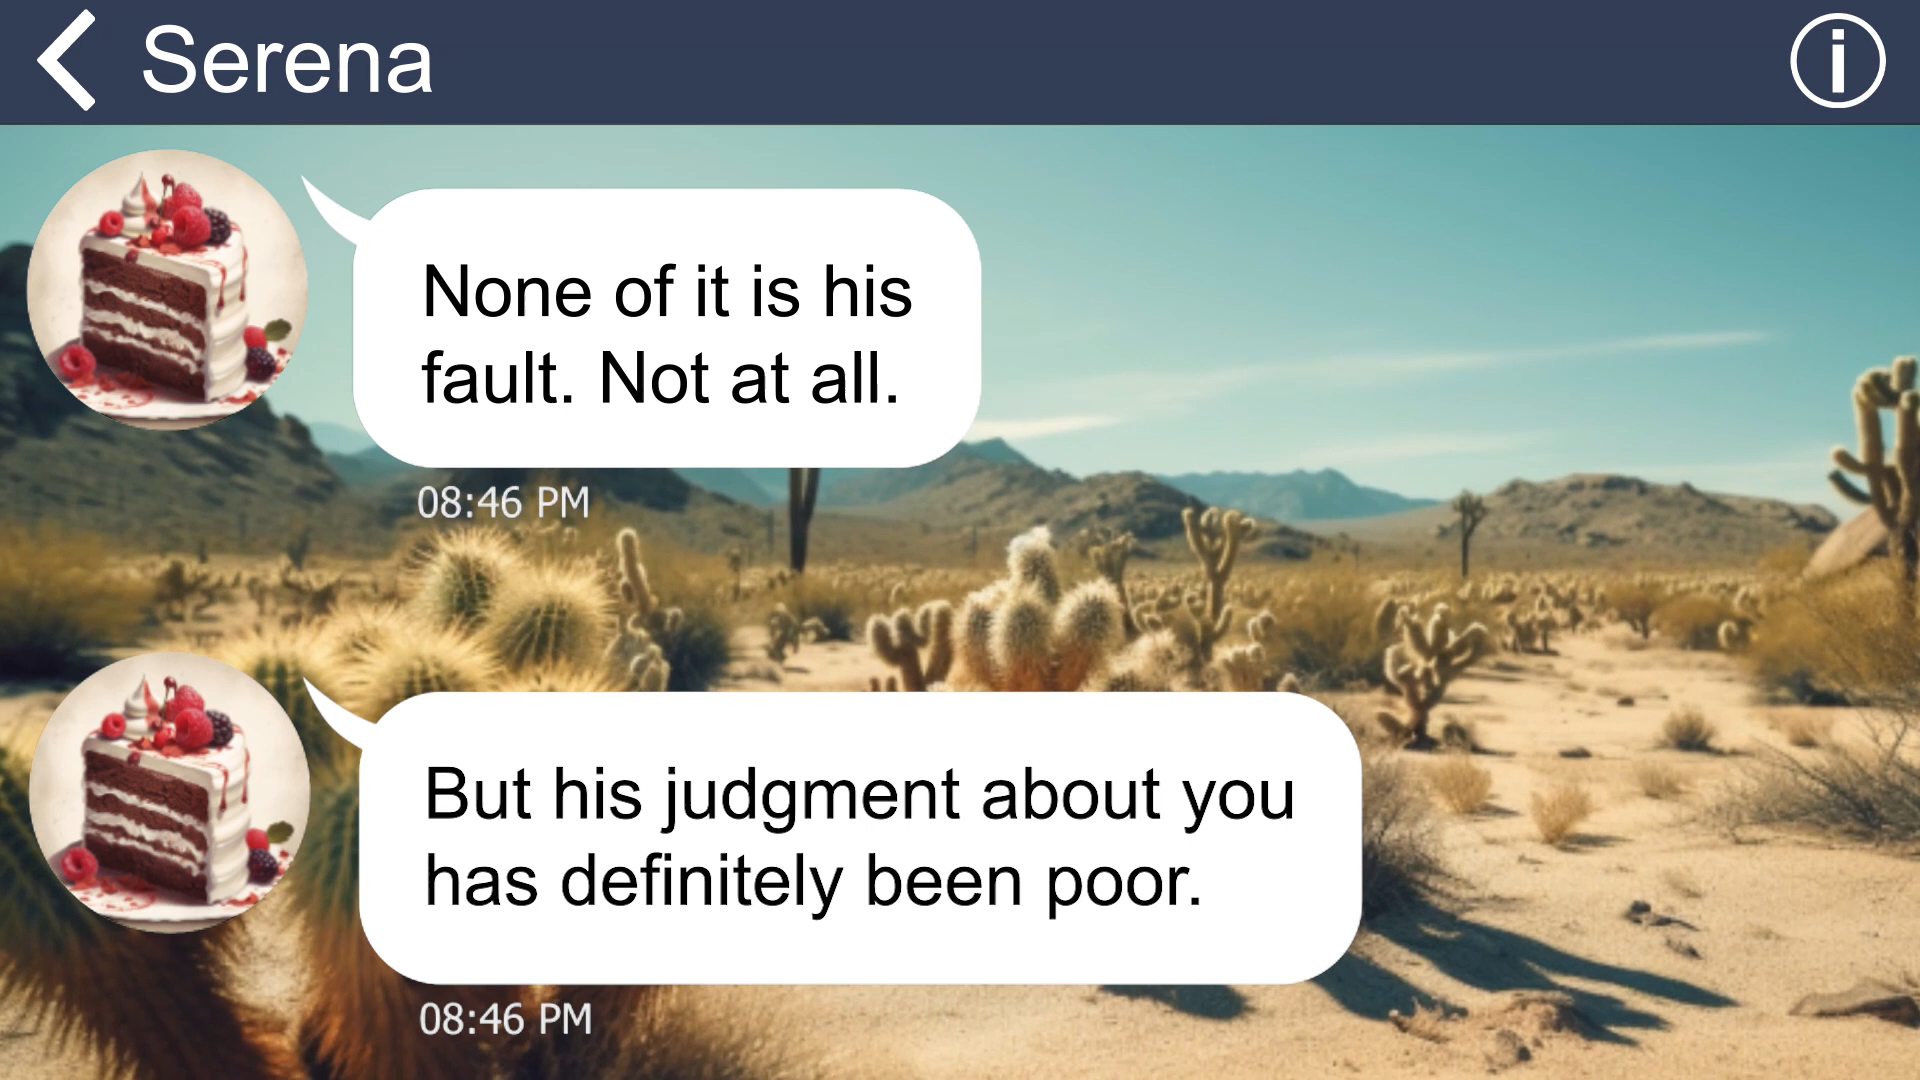 Serena
None of it is his
fault. Not at all.
08:46 PM
But his judgment about you
has definitely been poor.
08:46 PM